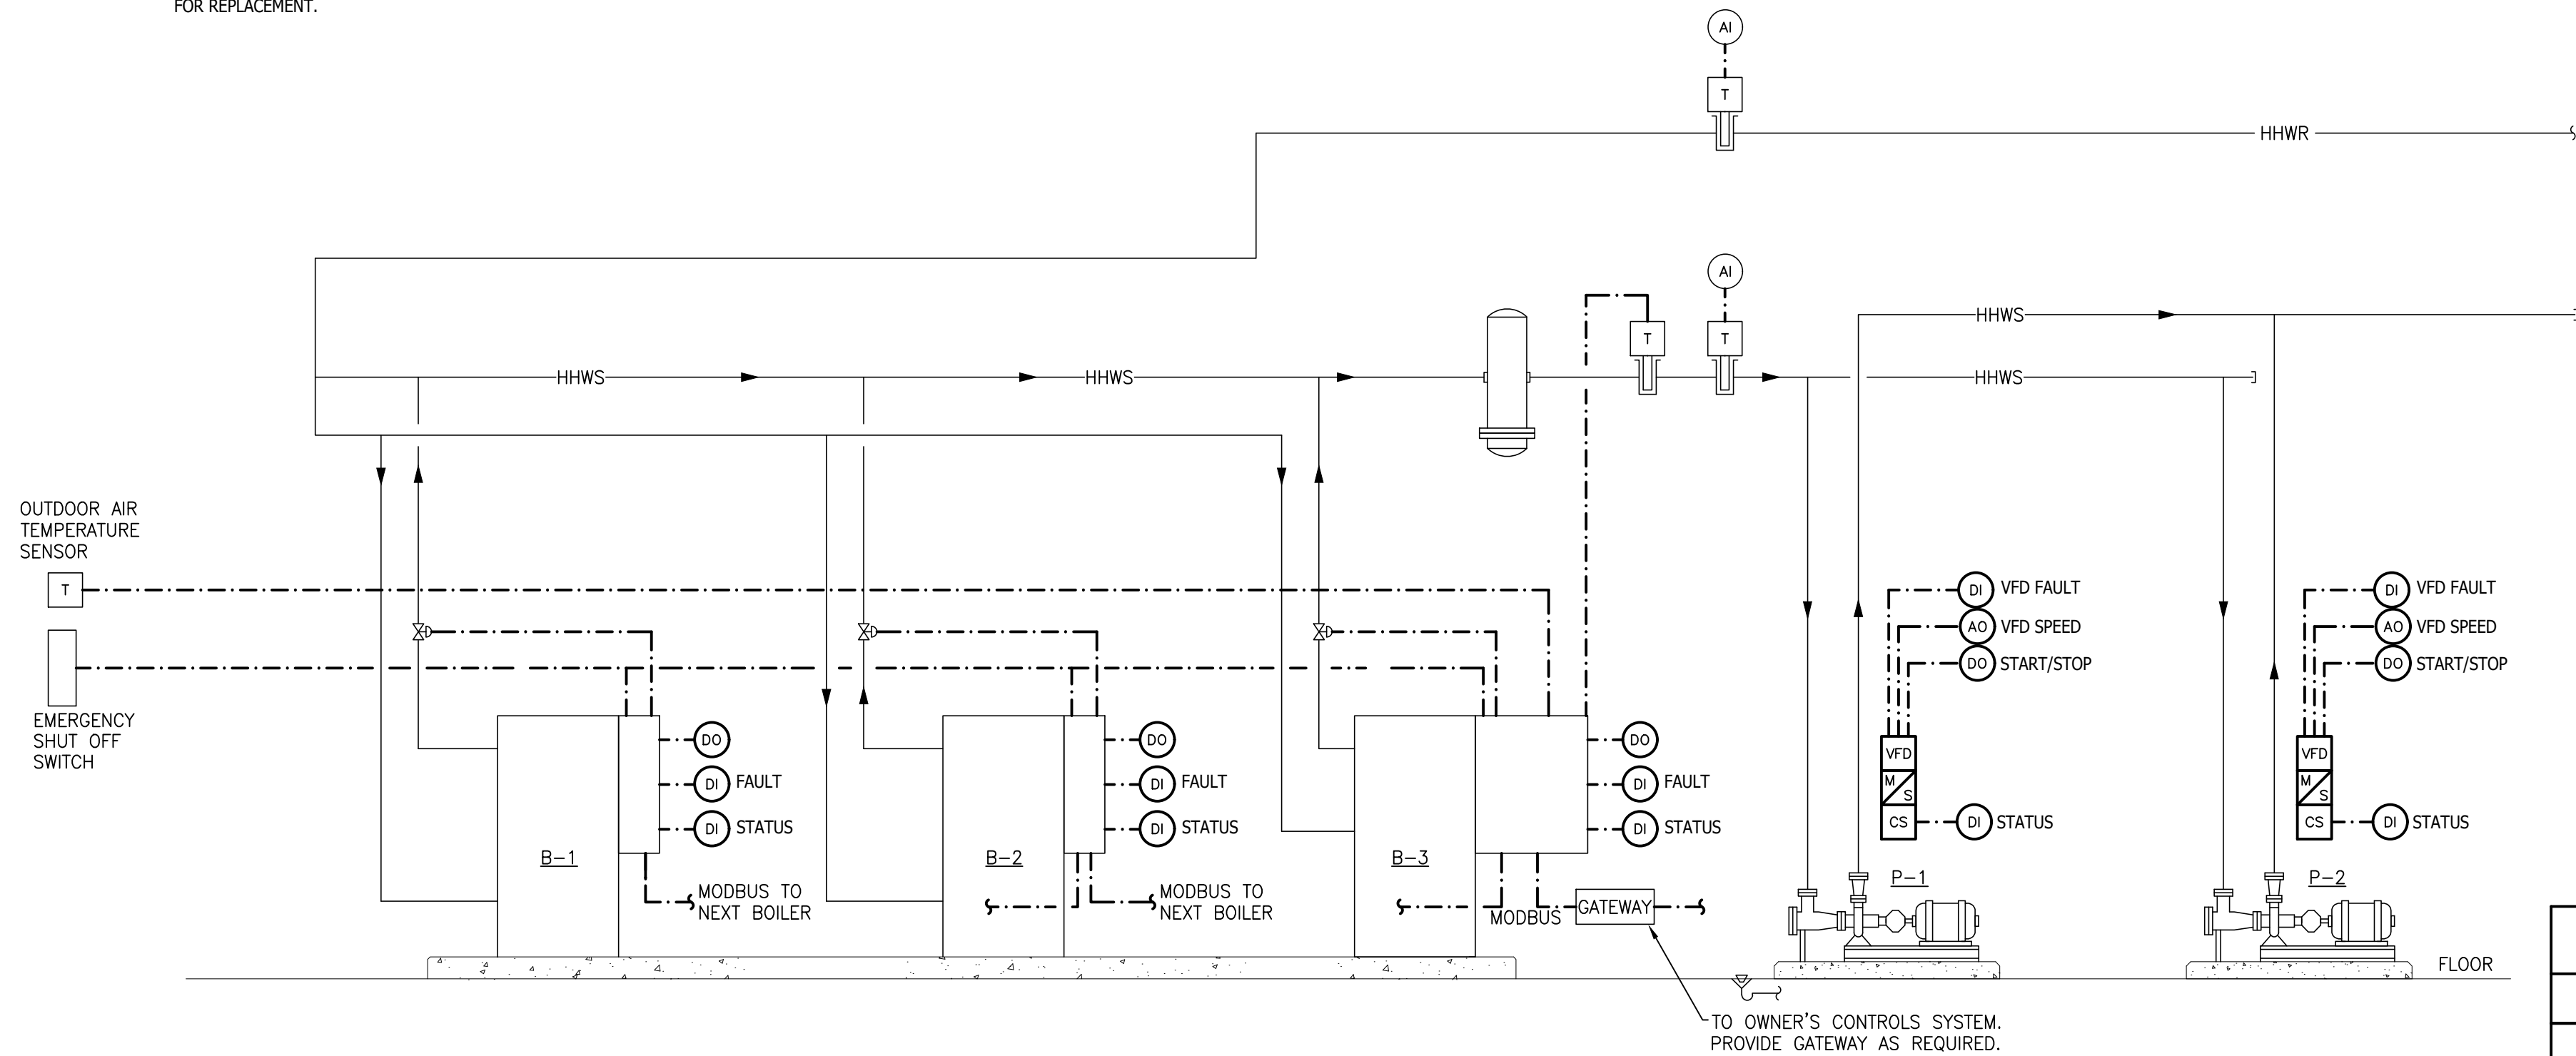 FOR REPLACEMENT.
AI
T
HHWR
AI
T
T
HHWS
HHWS
HHWS
HHWS
OUTDOOR AIR
TEMPERATURE
SENSOR
T
EMERGENCY
SHUT OFF
SWITCH
DI VFD FAULT
AO VFD SPEED
DO START/STOP
DI VFD FAULT
AO VFD SPEED
DO START/STOP
DO
DI FAULT
DI STATUS
DO
DI FAULT
DI STATUS
DO
DI FAULT
DI STATUS
VFD
M
S
CS DI STATUS
VFD
M
S
CS DI STATUS
B-1
B-2
B-3
P-1
P-2
MODBUS TO
NEXT BOILER
MODBUS TO
NEXT BOILER
MODBUS
GATEWAY
FLOOR
TO OWNER'S CONTROLS SYSTEM.
PROVIDE GATEWAY AS REQUIRED.